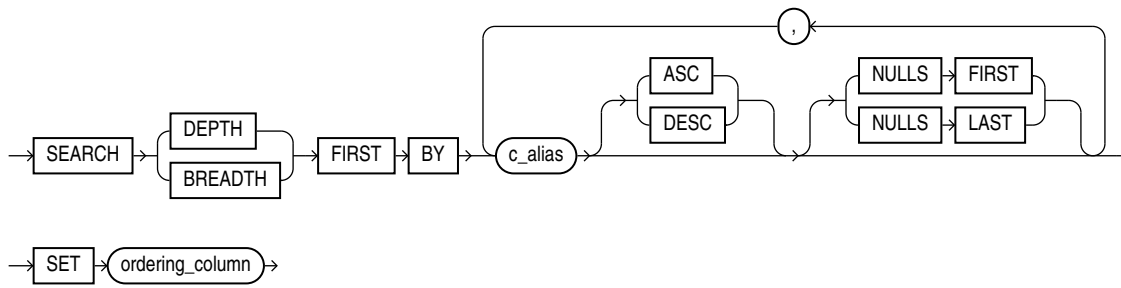 ,
ASC NULLS FIRST
DEPTH DESC NULLS LAST
SEARCH FIRST BY c_alias
BREADTH
SET ordering_column